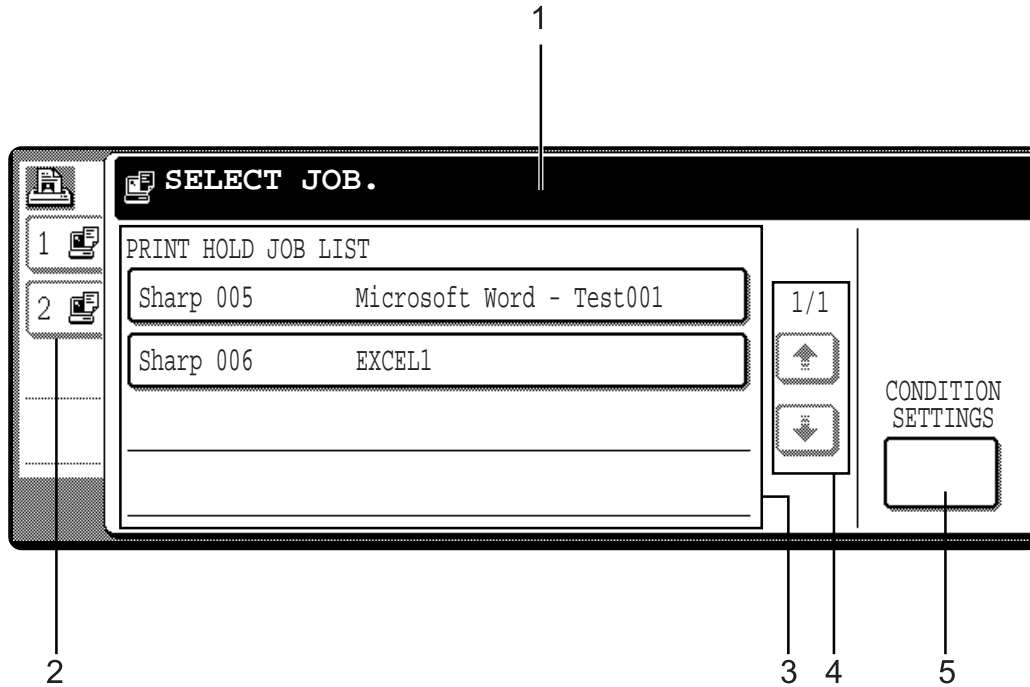 1
SELECT JOB.
1
PRINT HOLD JOB LIST
2
Sharp 005 Microsoft Word - Test001
1/1
Sharp 006 EXCEL1
CONDITION
SETTINGS
2
3
4
5